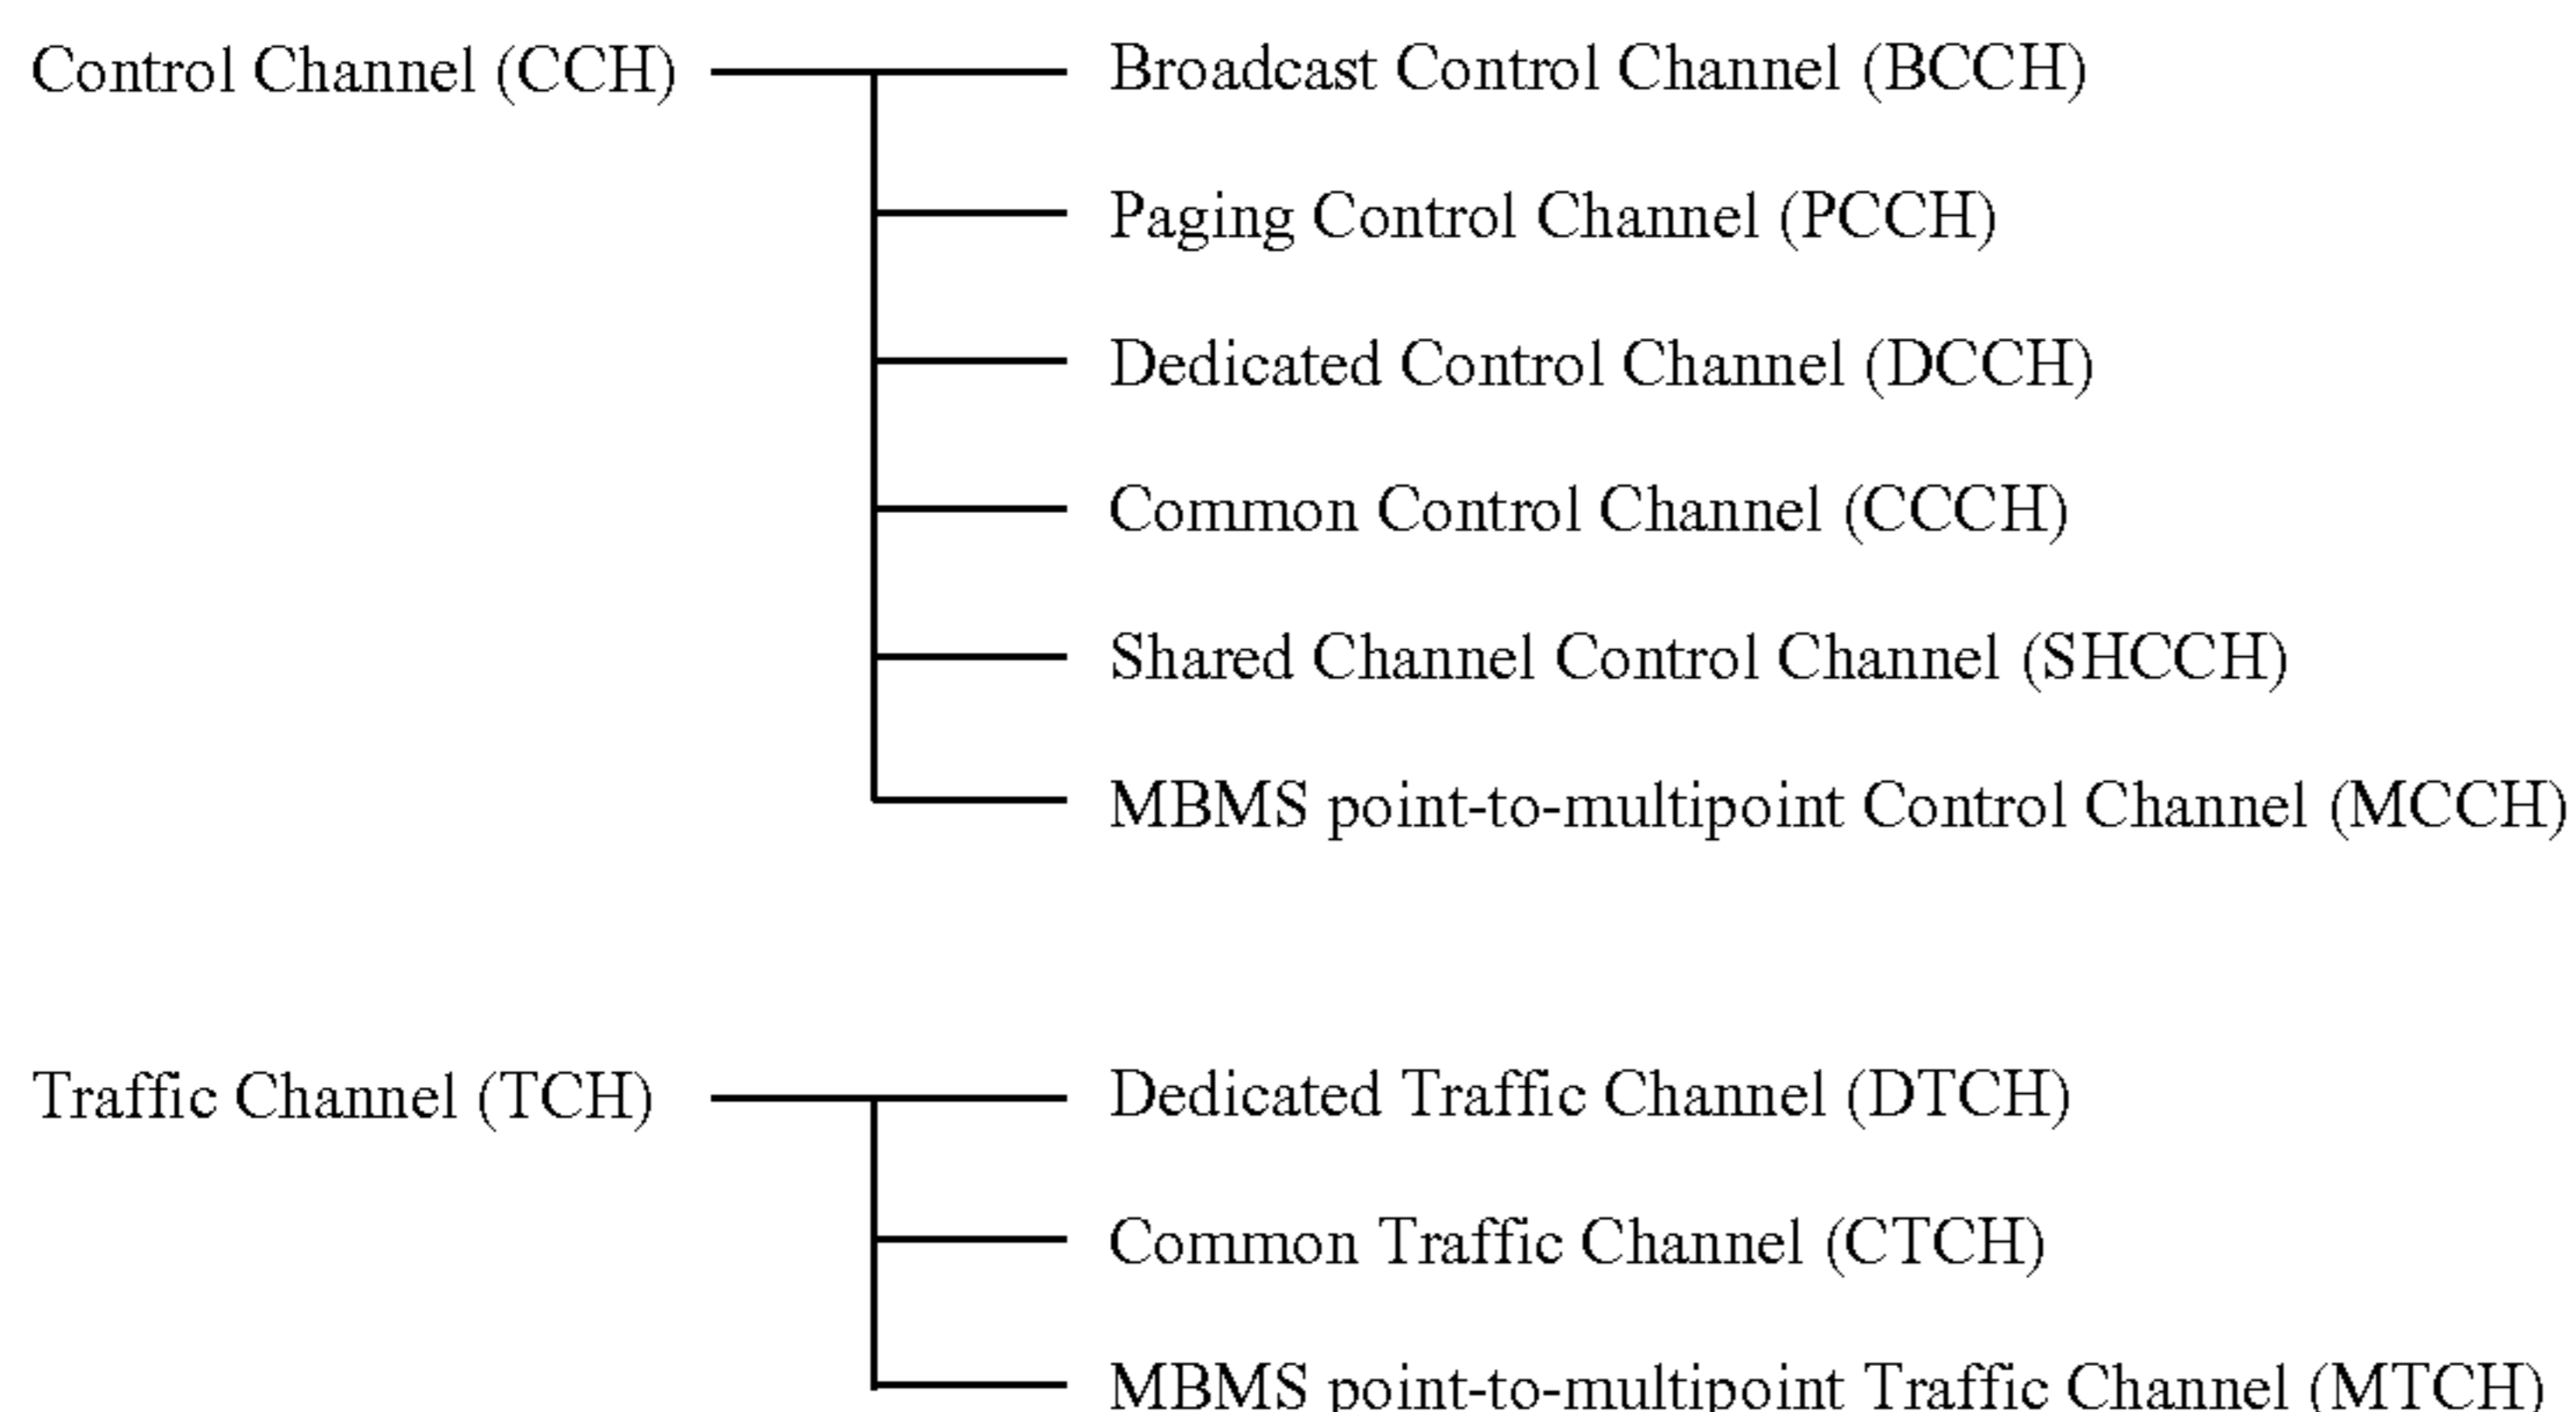 Control Channel (CCH)
Broadcast Control Channel (BCCH)
Paging Control Channel (PCCH)
Dedicated Control Channel (DCCH)
Common Control Channel (CCCH)
Shared Channel Control Channel (SHCCH)
MBMS point-to-multipoint Control Channel (MCCH)
Traffic Channel (TCH)
Dedicated Traffic Channel (DTCH)
Common Traffic Channel (CTCH)
MBMS point-to-multipoint Traffic Channel (MTCH)